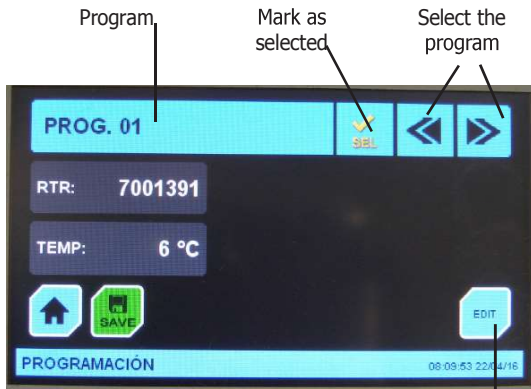 Program
Mark as
selected
Select the
program
PROG. 01
SEL
RTR: 7001391
TEMP: 6 ºC
SAVE
EDIT
PROGRAMACIÓN
08:09:53 22/04/16